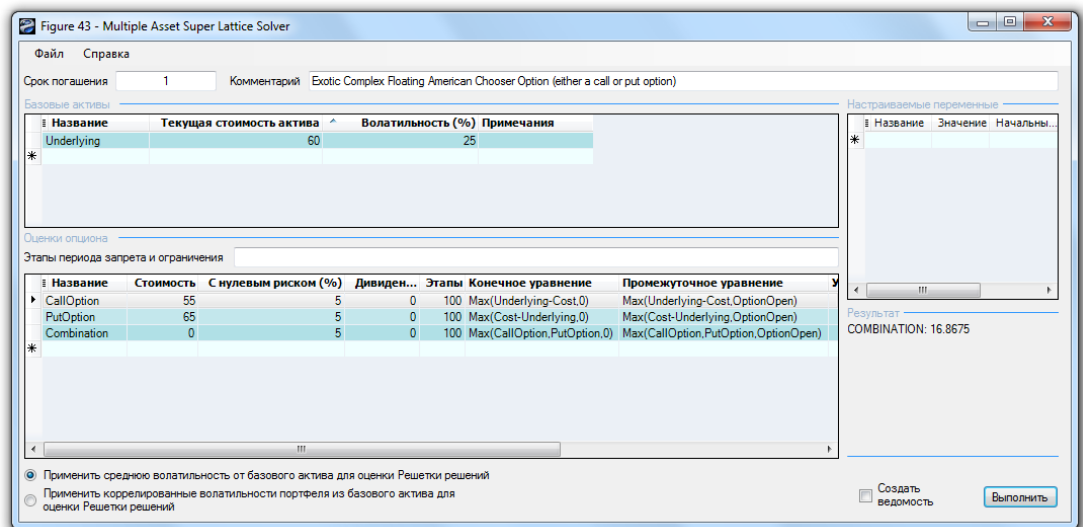 Figure 43 - Multiple Asset Super Lattice Solver
Файл Справка
Срок погашения 1 Комментарий Exotic Complex Floating American Chooser Option (either a call or put option)
Базовые активы
Название Текущая стоимость актива Волатильность (%) Примечания
Underlying 60 25
Настраиваемые переменные
Название Значение Начальны...
Оценки опциона
Этапы периода запрета и ограничения
Название Стоимость С нулевым риском (%) Дивиден... Этапы Конечное уравнение Промежуточное уравнение У
CallOption 55 5 0 100 Max(Underlying-Cost,0) Max(Underlying-Cost,OptionOpen)
PutOption 65 5 0 100 Max(Cost-Underlying,0) Max(Cost-Underlying,OptionOpen)
Combination 0 5 0 100 Max(CallOption,PutOption,0) Max(CallOption,PutOption,OptionOpen)
Результат
COMBINATION: 16.8675
Применить среднюю волатильность от базового актива для оценки Решетки решений
Применить коррелированные волатильности портфеля из базового актива для
оценки Решетки решений
Создать
ведомость
Выполнить